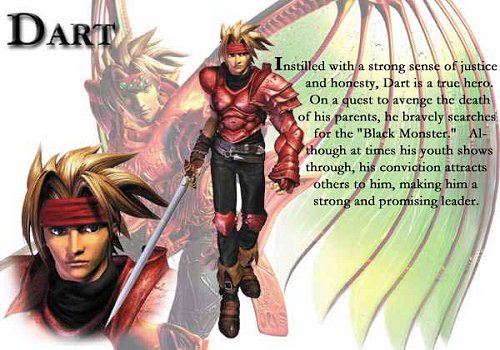 DART
Instilled with a strong sense of justice
and honesty, Dart is a true hero.
On a quest to avenge the death
of his parents, he bravely searches
for the "Black Monster."   Al-
though at times his youth shows
through, his conviction attracts
others to him, making him a
strong and promising leader.